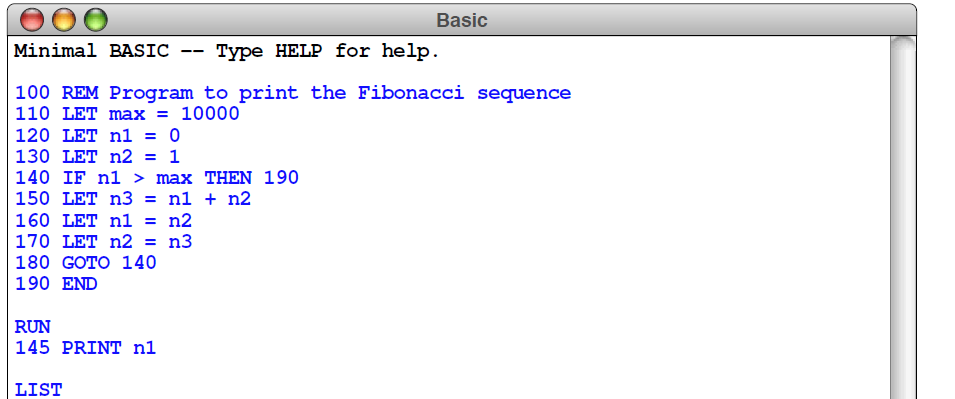 Basic
Minimal BASIC -- Type HELP for help.
100 REM Program to print the Fibonacci sequence
110 LET max = 10000
120 LET n1 = 0
130 LET n2 = 1
140 IF n1 > max THEN 190
150 LET n3 = n1 + n2
160 LET n1 = n2
170 LET n2 = n3
180 GOTO 140
190 END
RUN
145 PRINT n1
LIST